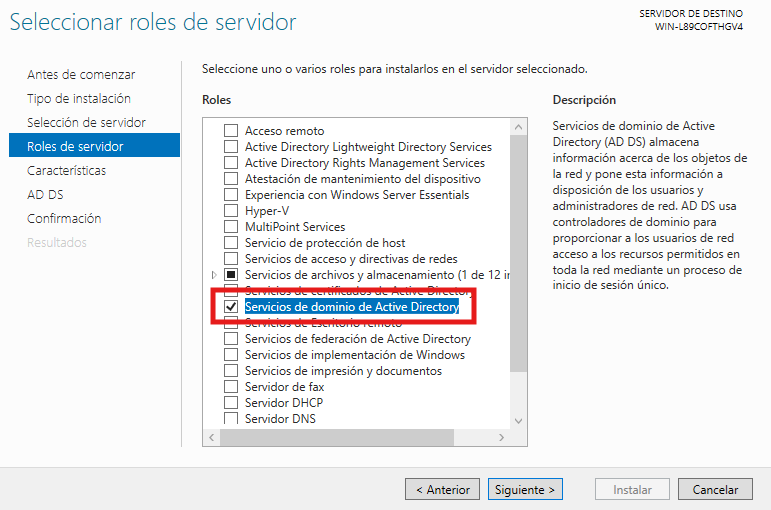 Seleccionar roles de servidor
SERVIDOR DE DESTINO
WIN-L89COFTHGV4
Antes de comenzar
Tipo de instalación
Selección de servidor
Roles de servidor
Características
AD DS
Confirmación
Resultados
Seleccione uno o varios roles para instalarlos en el servidor seleccionado.
Roles
Acceso remoto
Active Directory Lightweight Directory Services
Active Directory Rights Management Services
Atestación de mantenimiento del dispositivo
Experiencia con Windows Server Essentials
Hyper-V
MultiPoint Services
Servicio de protección de host
Servicios de acceso y directivas de redes
Servicios de archivos y almacenamiento (1 de 12 in
Servicios de certificados de Active Directory
Servicios de dominio de Active Directory
Servicios de Escritorio remoto
Servicios de federación de Active Directory
Servicios de implementación de Windows
Servicios de impresión y documentos
Servidor de fax
Servidor DHCP
Servidor DNS
Descripción
Servicios de dominio de Active
Directory (AD DS) almacena
información acerca de los objetos de
la red y pone esta información a
disposición de los usuarios y
administradores de red. AD DS usa
controladores de dominio para
proporcionar a los usuarios de red
acceso a los recursos permitidos en
toda la red mediante un proceso de
inicio de sesión único.
< Anterior
Siguiente >
Instalar
Cancelar